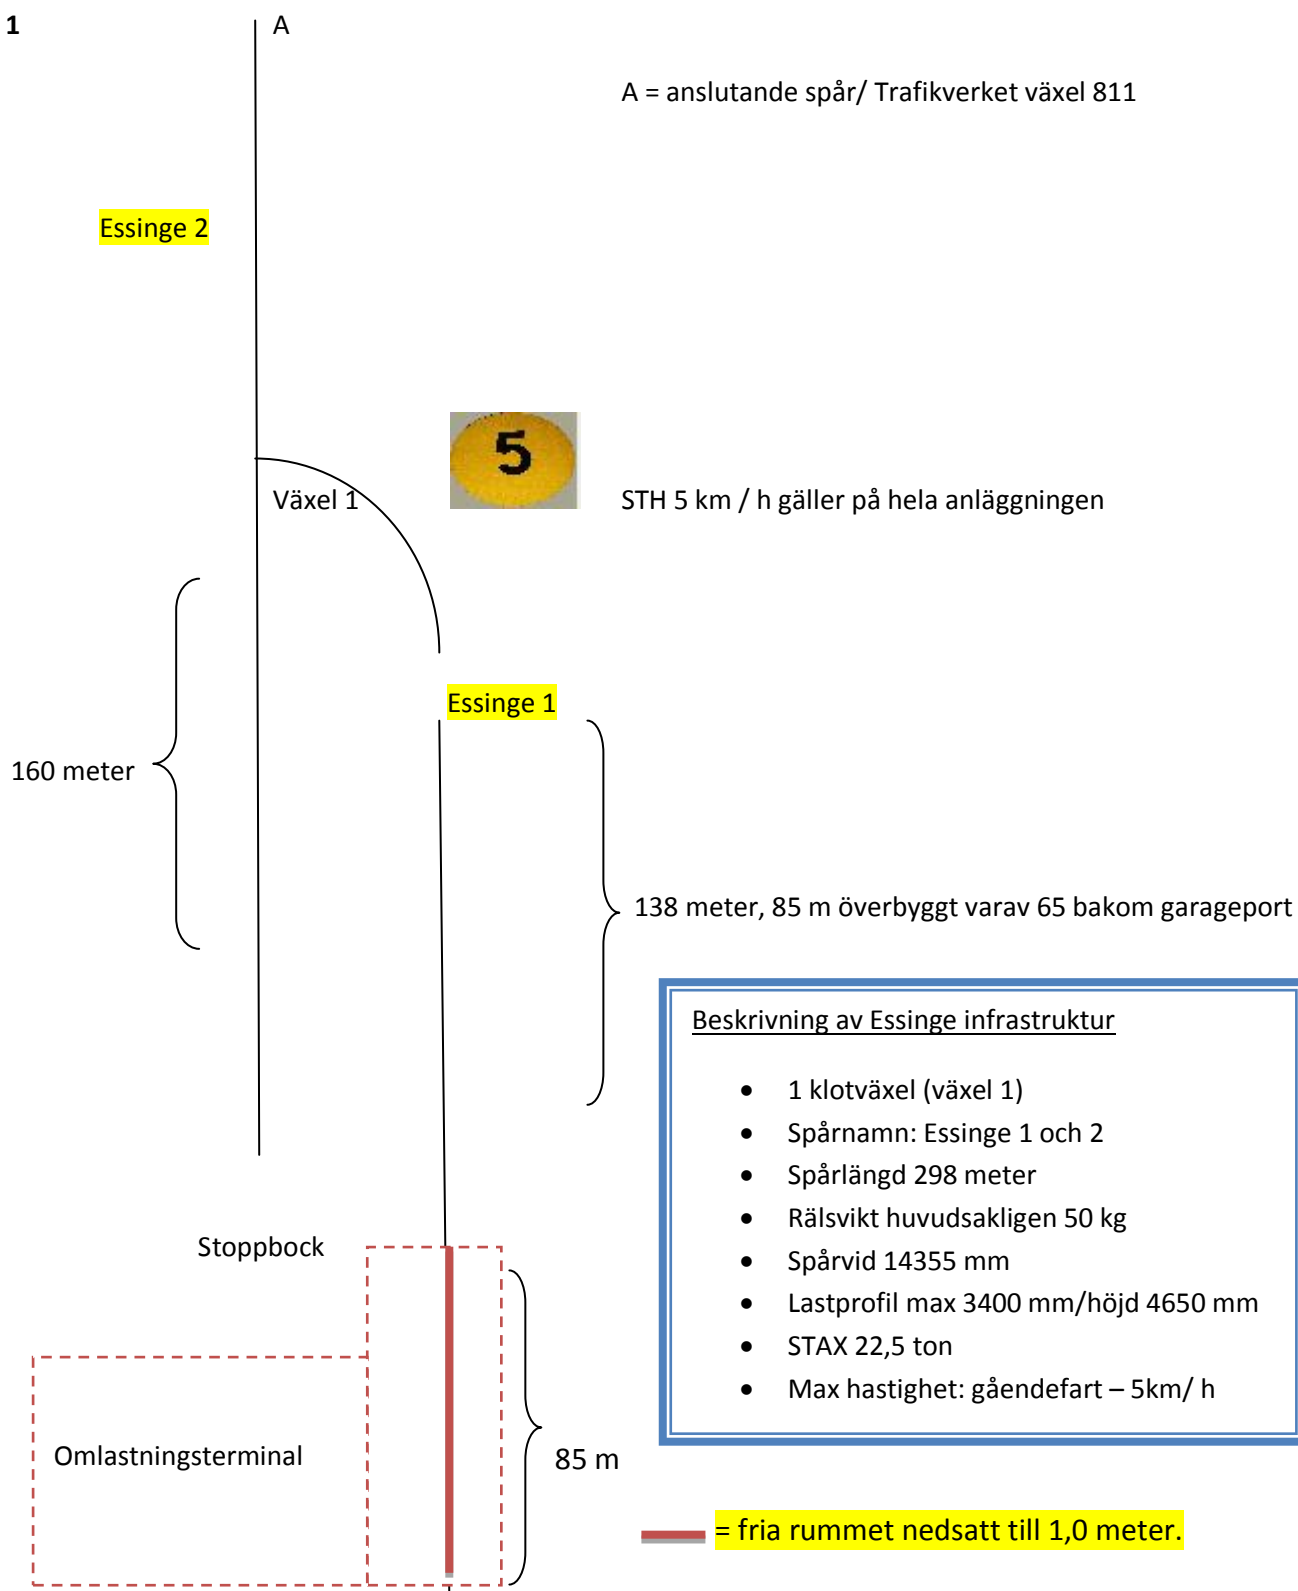 1
A
A = anslutande spår/ Trafikverket växel 811
Essinge 2
5
Växel 1
STH 5 km / h gäller på hela anläggningen
Essinge 1
160 meter
138 meter, 85 m överbyggt varav 65 bakom garageport
Beskrivning av Essinge infrastruktur
• 1 klotväxel (växel 1)
• Spårnamn: Essinge 1 och 2
• Spårlängd 298 meter
• Rälsvikt huvudsakligen 50 kg
• Spårvid 14355 mm
• Lastprofil max 3400 mm/höjd 4650 mm
• STAX 22,5 ton
• Max hastighet: gåendefart – 5km/ h
Stoppbock
Omlastningsterminal
85 m
= fria rummet nedsatt till 1,0 meter.